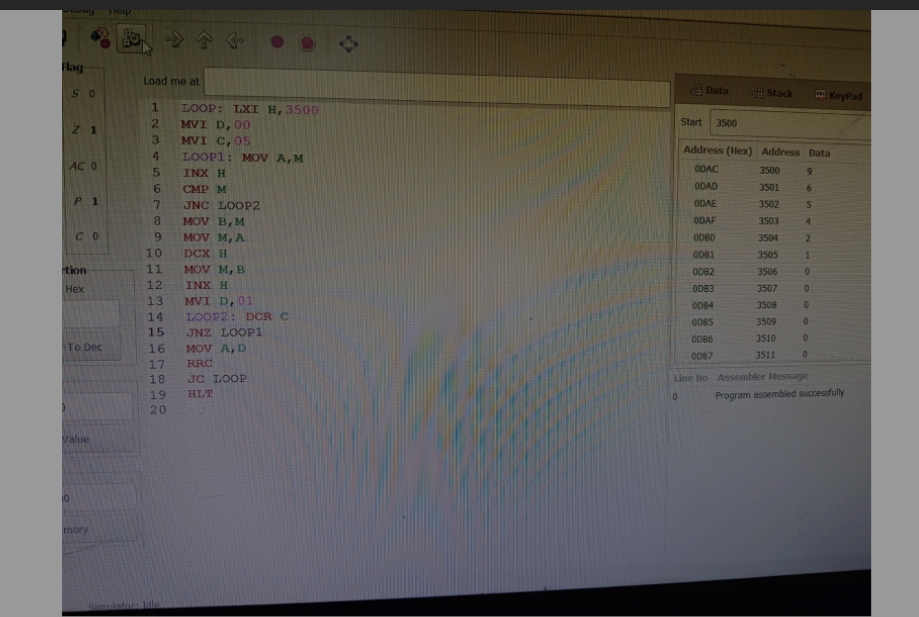 Debug Help
Flag
S 0
Z 1
AC 0
P 1
C 0
Hex
To Dec
Value
Load me at
1 LOOP: LXI H,3500
2 MVI D,00
3 MVI C,05
4 LOOP1: MOV A,M
5 INX H
6 CMP M
7 JNC LOOP2
8 MOV B,M
9 MOV M,A
10 DCX H
11 MOV M,B
12 INX H
13 MVI D,01
14 LOOP2: DCR C
15 JNZ LOOP1
16 MOV A,D
17 RRC
18 JC LOOP
19 HLT
20
Data Stack KeyPad
Start 3500
Address (Hex) Address Data
0DAC 3500 9
0DAD 3501 6
0DAE 3502 5
0DAF 3503 4
0DB0 3504 2
0DB1 3505 1
0DB2 3506 0
0DB3 3507 0
0DB4 3508 0
0DB5 3509 0
0DB6 3510 0
0DB7 3511 0
Line No Assembler Message
0 Program assembled successfully
Simulator: Idle